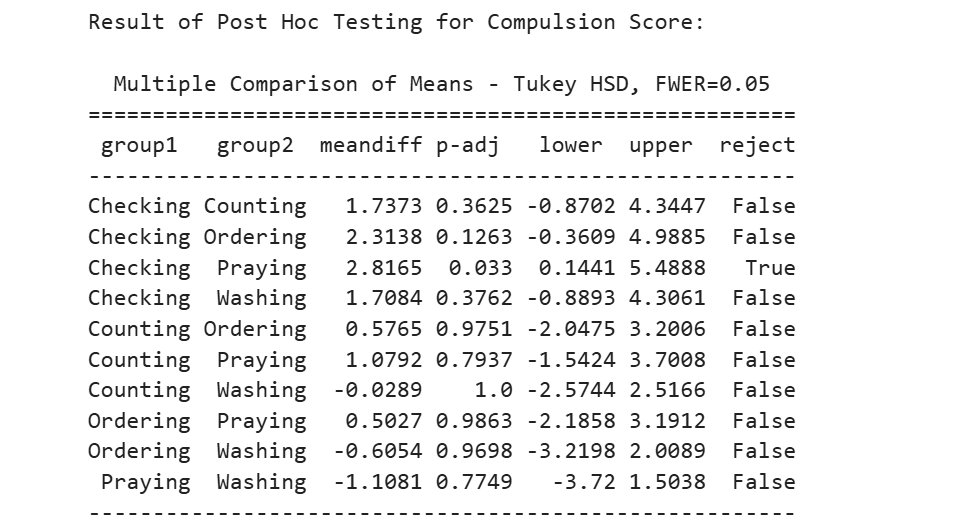 Result of Post Hoc Testing for Compulsion Score:
Multiple Comparison of Means - Tukey HSD, FWER=0.05
=======================================================
group1 group2 meandiff p-adj lower upper reject
-------------------------------------------------------
Checking Counting 1.7373 0.3625 -0.8702 4.3447 False
Checking Ordering 2.3138 0.1263 -0.3609 4.9885 False
Checking Praying 2.8165 0.033 0.1441 5.4888 True
Checking Washing 1.7084 0.3762 -0.8893 4.3061 False
Counting Ordering 0.5765 0.9751 -2.0475 3.2006 False
Counting Praying 1.0792 0.7937 -1.5424 3.7008 False
Counting Washing -0.0289 1.0 -2.5744 2.5166 False
Ordering Praying 0.5027 0.9863 -2.1858 3.1912 False
Ordering Washing -0.6054 0.9698 -3.2198 2.0089 False
Praying Washing -1.1081 0.7749 -3.72 1.5038 False
-------------------------------------------------------